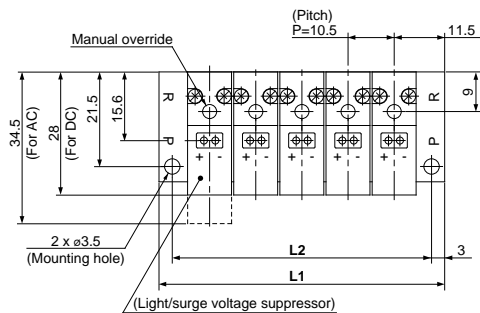 (Pitch)
P=10.5
11.5
Manual override
9
34.5
(For AC)
28
(For DC)
21.5
15.6
R
R
P
P
+ -
+ -
+ -
+ -
+ -
2 x ø3.5
(Mounting hole)
L2
3
L1
(Light/surge voltage suppressor)